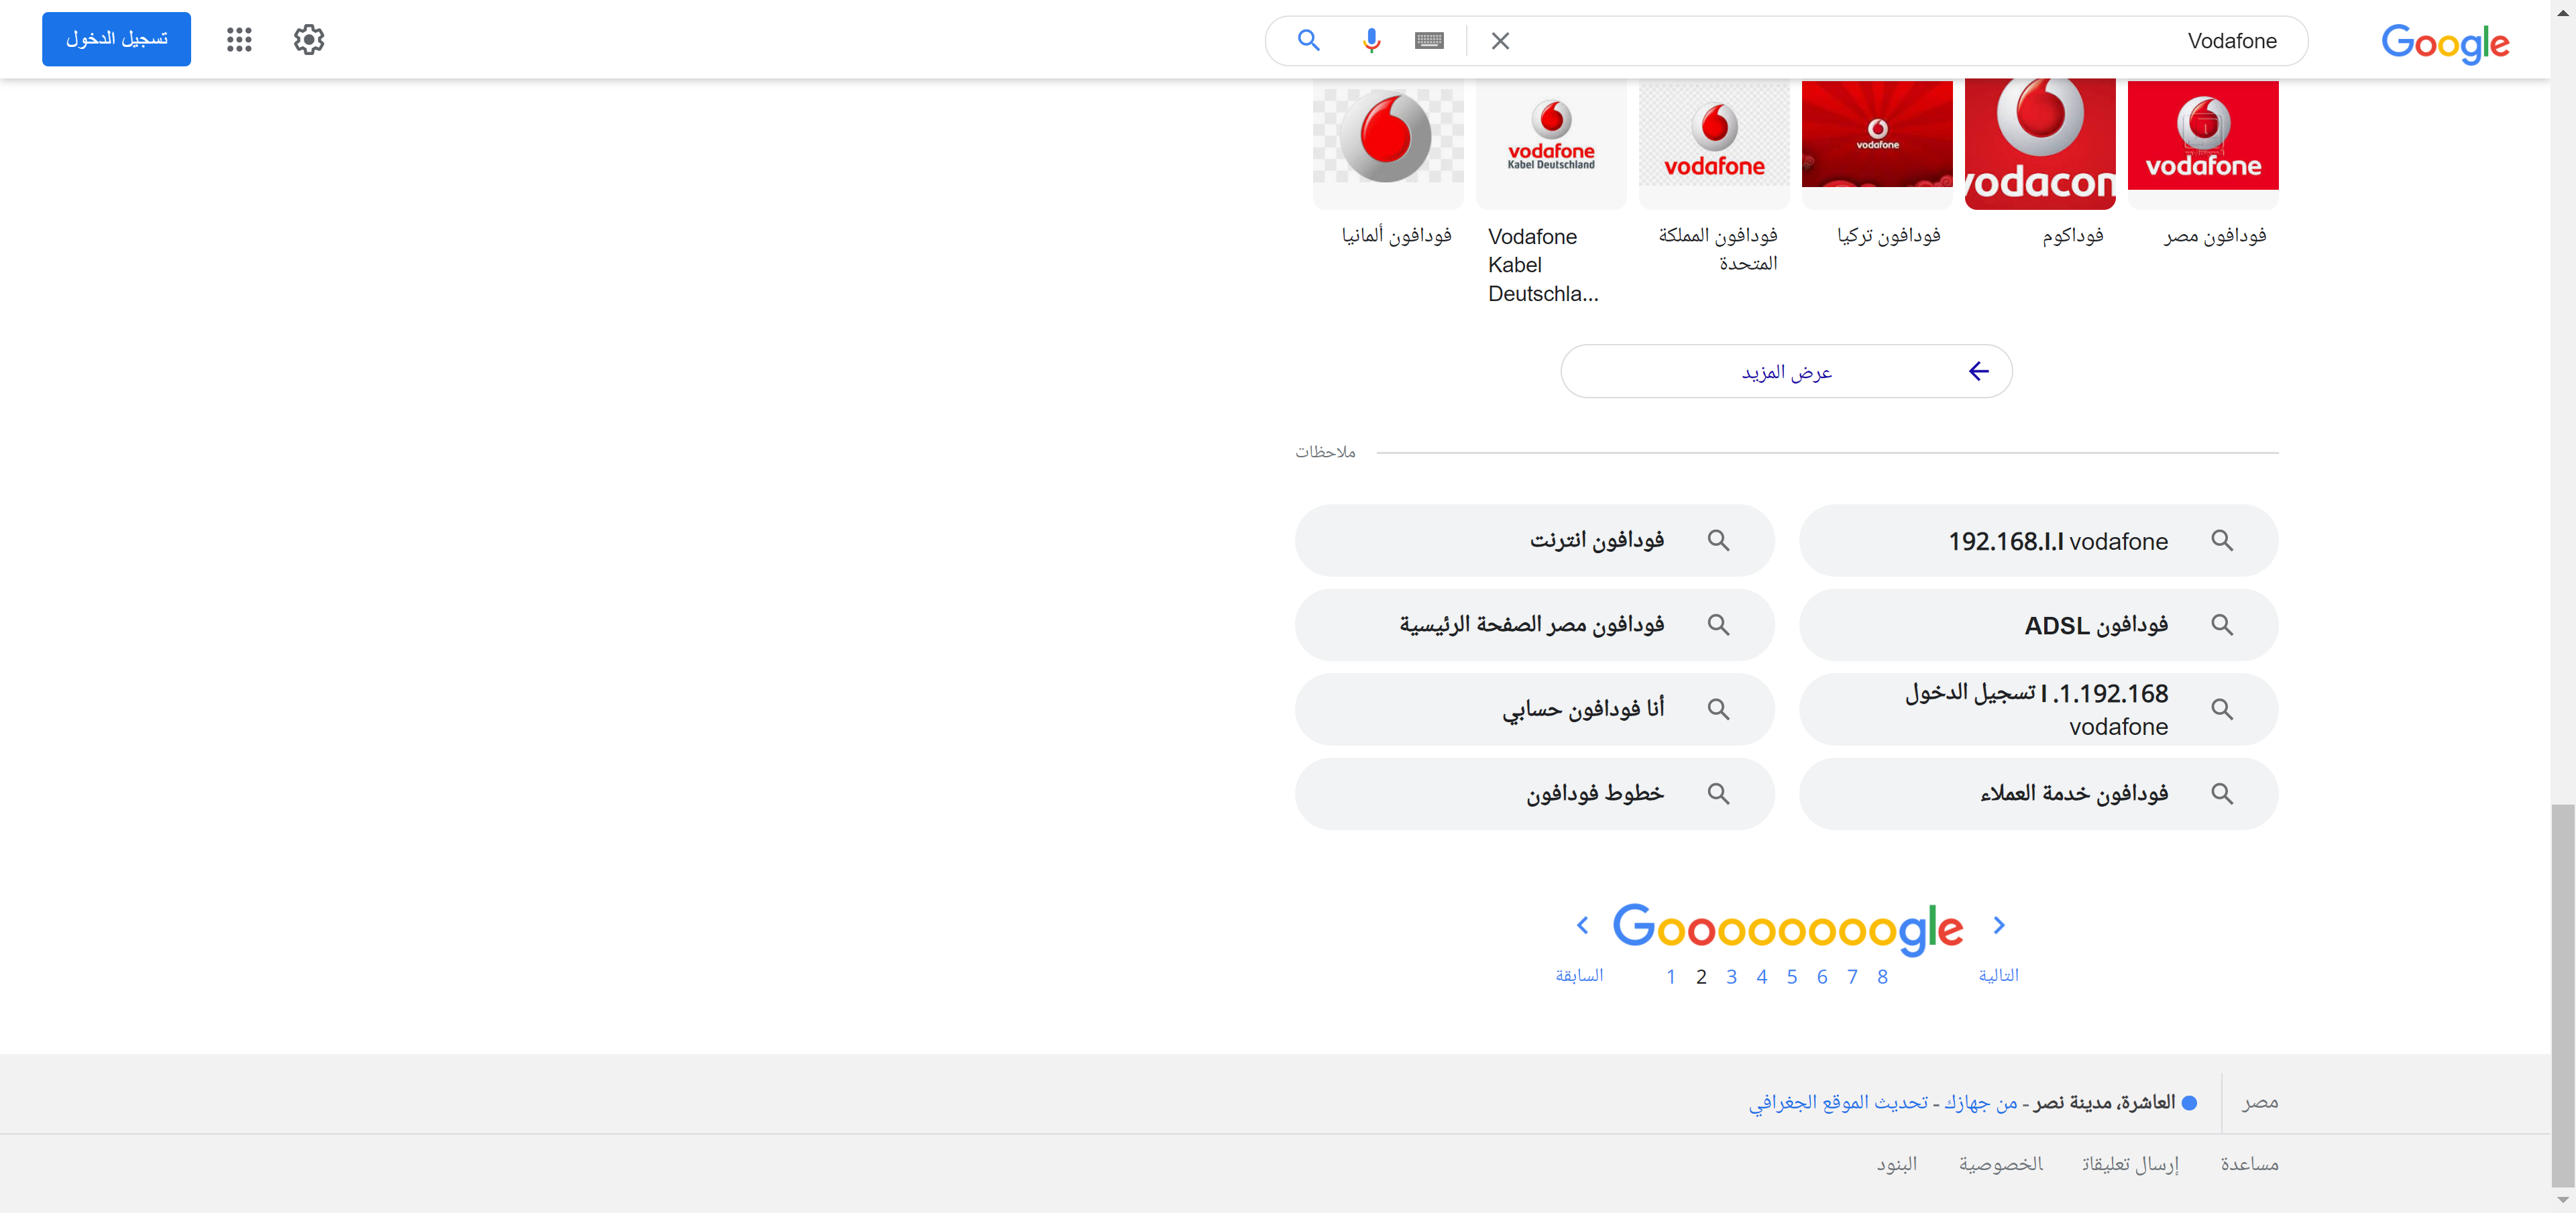 Google
Vodafone
تسجيل الدخول
vodafone
vodacom
vodafone
vodafone
vodafone
Kabel Deutschland
فودافون مصر
فوداكوم
فودافون تركيا
فودافون المملكة
المتحدة
Vodafone
Kabel
Deutschla...
فودافون ألمانيا
عرض المزيد
ملاحظات
192.168.l.l vodafone
فودافون انترنت
فودافون ADSL
فودافون مصر الصفحة الرئيسية
1.192.168. l تسجيل الدخول
vodafone
أنا فودافون حسابي
فودافون خدمة العملاء
خطوط فودافون
Goooooooogle
السابقة 1 2 3 4 5 6 7 8 التالية
مصر
العاشرة، مدينة نصر - من جهازك - تحديث الموقع الجغرافي
مساعدة إرسال تعليقات الخصوصية البنود